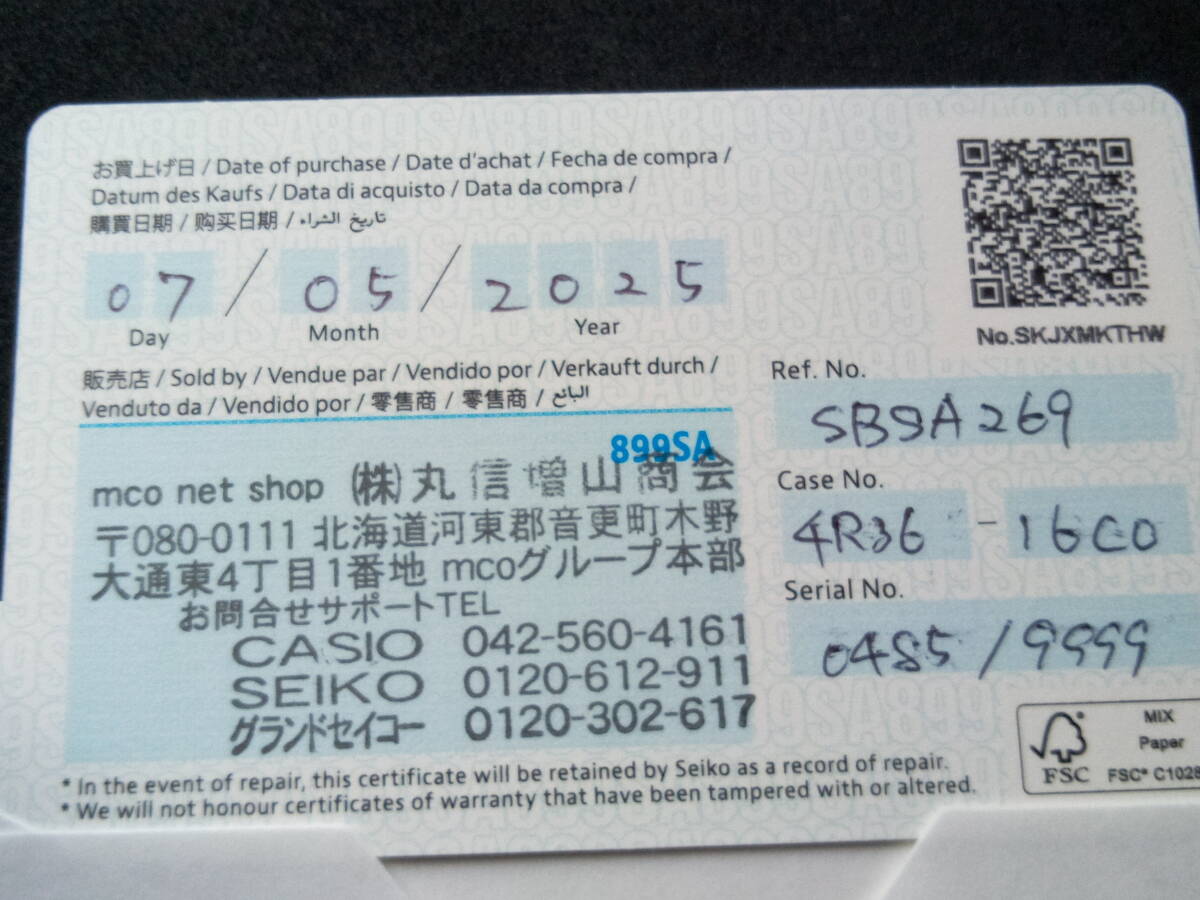 お買上げ日 / Date of purchase / Date d'achat / Fecha de compra /
Datum des Kaufs / Data di acquisto / Data da compra /
購買日期 / 购买日期 / تاريخ الشراء
07 / 05 / 2025
Day Month Year
No.SKJXMKTHW
販売店 / Sold by / Vendue par / Vendido por / Verkauft durch /
Venduto da / Vendido por / 零售商 / 零售商 / البائع
899SA
mco net shop (株)丸信増山商会
〒080-0111 北海道河東郡音更町木野
大通東4丁目1番地 mcoグループ本部
お問合せサポートTEL
CASIO 042-560-4161
SEIKO 0120-612-911
グランドセイコー 0120-302-617
Ref. No.
SBSA269
Case No.
4R36 - 16C0
Serial No.
0485 / 9999
MIX
Paper
FSC FSC® C1028
* In the event of repair, this certificate will be retained by Seiko as a record of repair.
* We will not honour certificates of warranty that have been tampered with or altered.